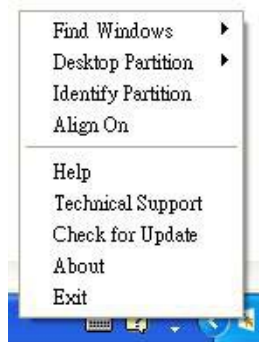 Find Windows
Desktop Partition
Identify Partition
Align On
Help
Technical Support
Check for Update
About
Exit